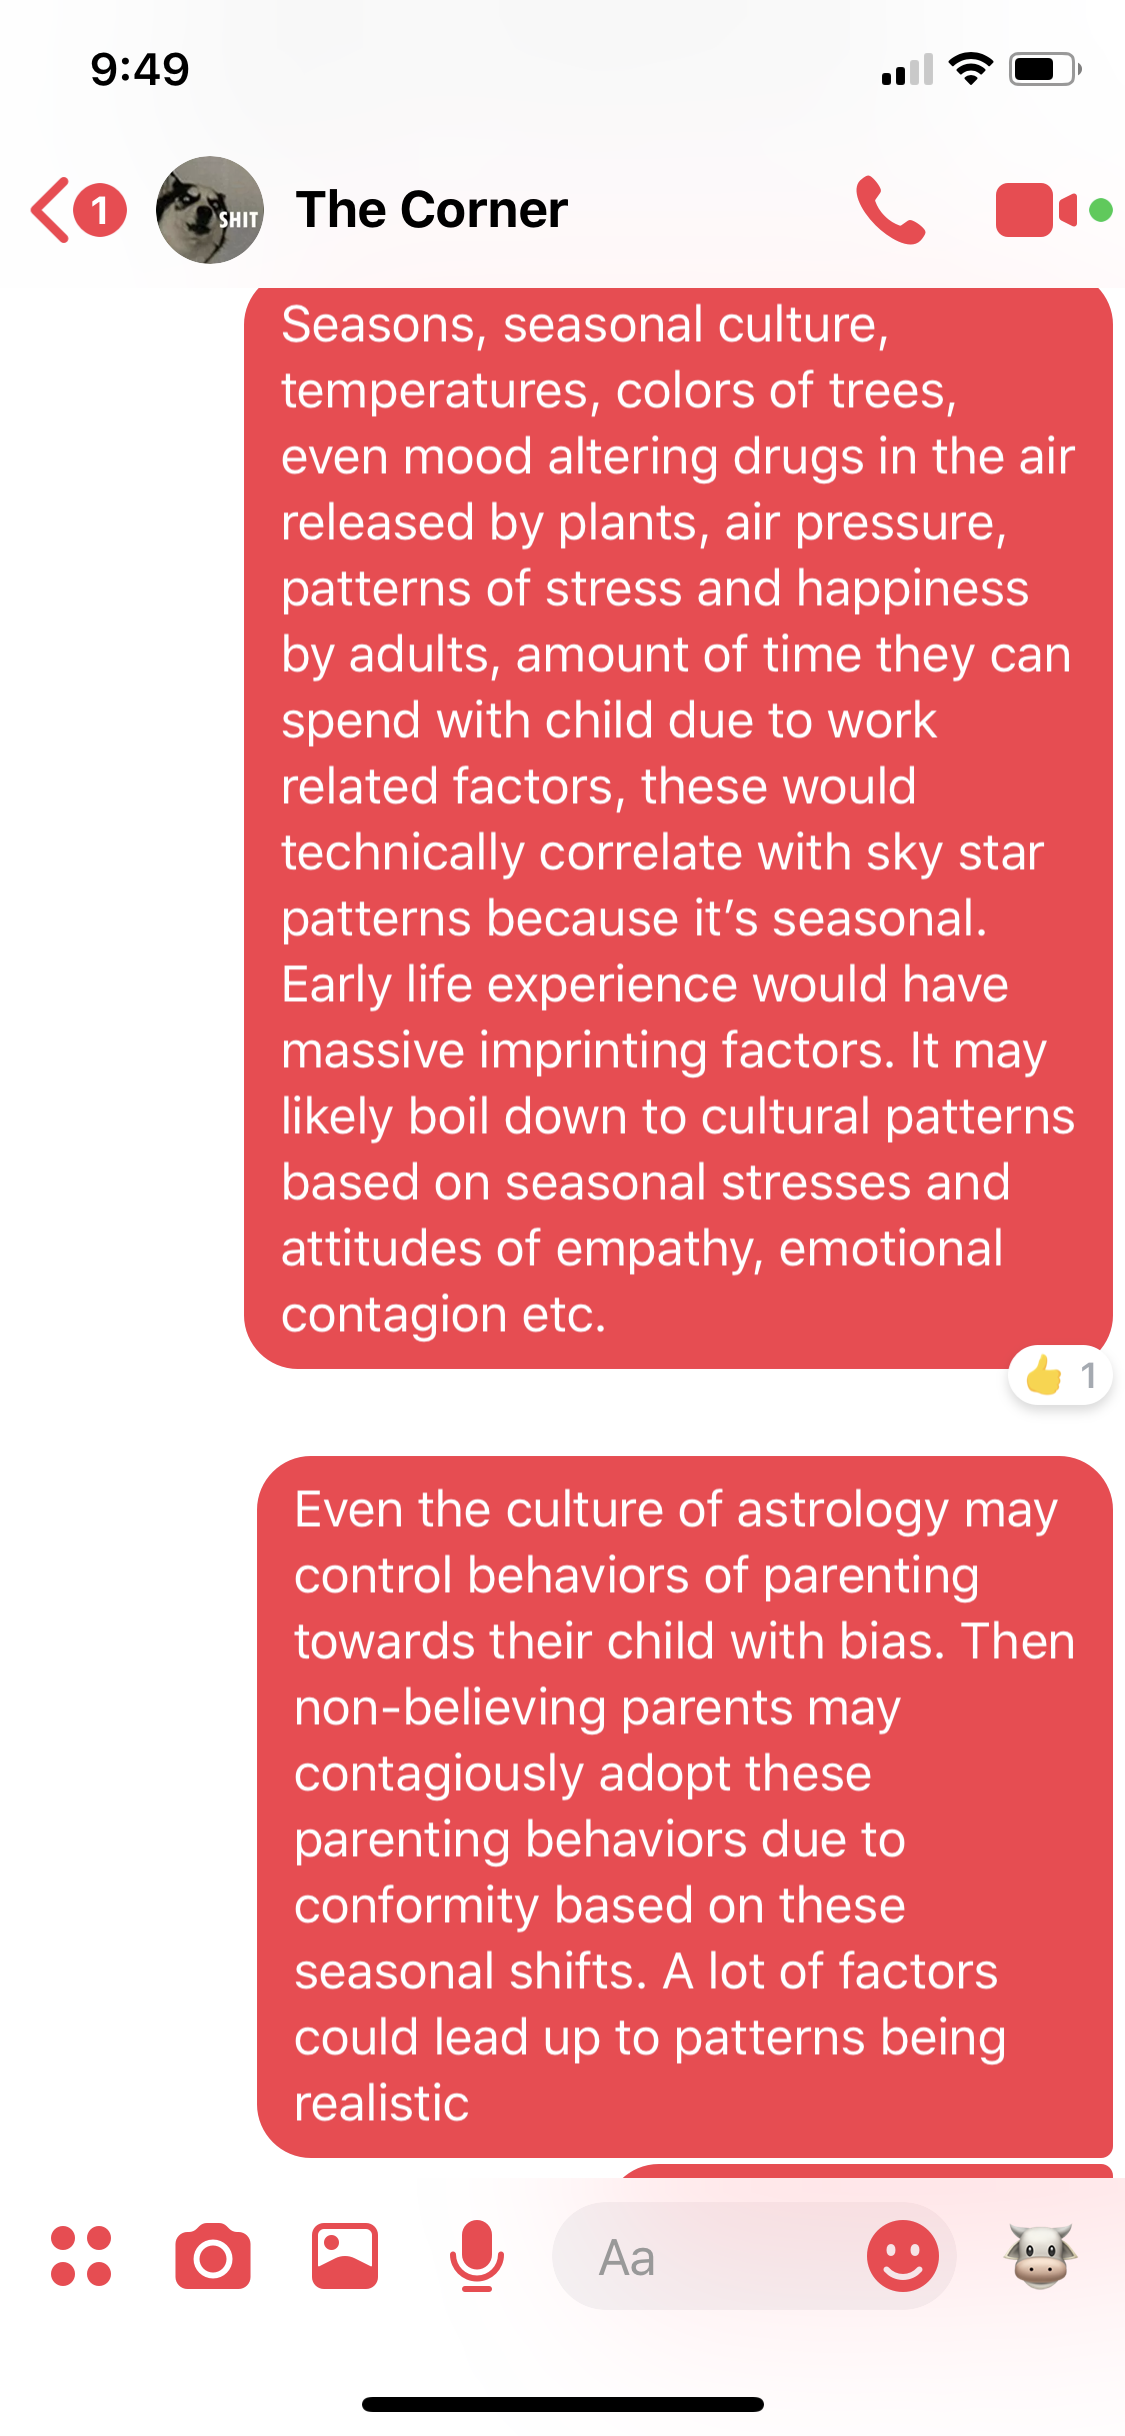 9:49
1
SHIT
The Corner
Seasons, seasonal culture,
temperatures, colors of trees,
even mood altering drugs in the air
released by plants, air pressure,
patterns of stress and happiness
by adults, amount of time they can
spend with child due to work
related factors, these would
technically correlate with sky star
patterns because it’s seasonal.
Early life experience would have
massive imprinting factors. It may
likely boil down to cultural patterns
based on seasonal stresses and
attitudes of empathy, emotional
contagion etc.
1
Even the culture of astrology may
control behaviors of parenting
towards their child with bias. Then
non-believing parents may
contagiously adopt these
parenting behaviors due to
conformity based on these
seasonal shifts. A lot of factors
could lead up to patterns being
realistic
Aa